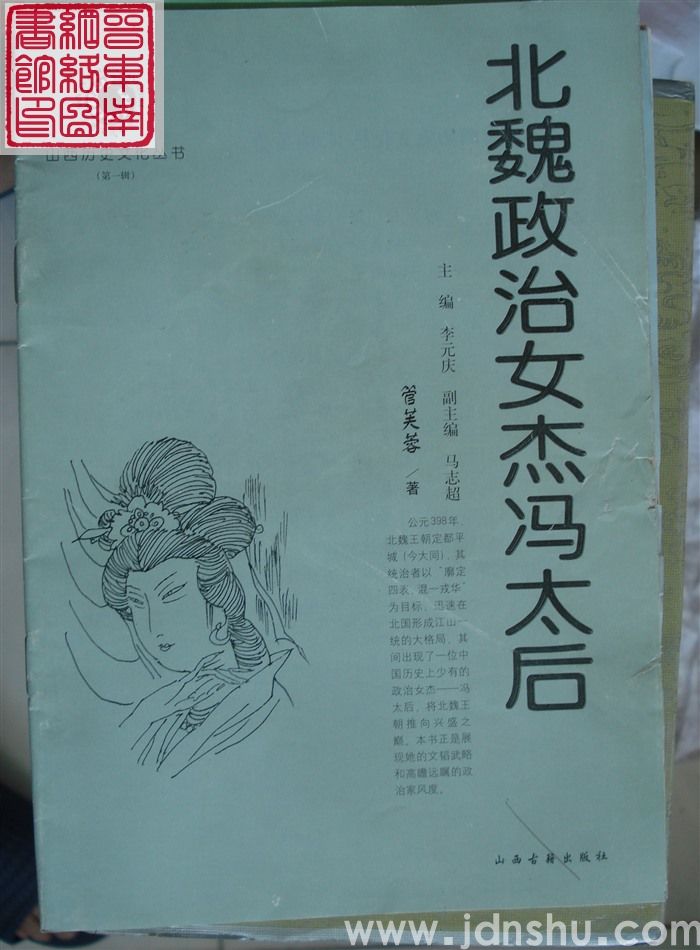 晋东南
網絡圖
書館印
山西历史文化丛书
(第一辑)
北魏政治女杰冯太后
主编 李元庆 副主编 马志超
管芙蓉/著
公元398年,
北魏王朝定都平
城(今大同),其
统治者以“廓定
四表,混一戎华”
为目标,迅速在
北国形成江山一
统的大格局,其
间出现了一位中
国历史上少有的
政治女杰——冯
太后,将北魏王
朝推向兴盛之
巅。本书正是展
现她的文韬武略
和高瞻远瞩的政
治家风度。
山西古籍出版社
www.jdnshu.com